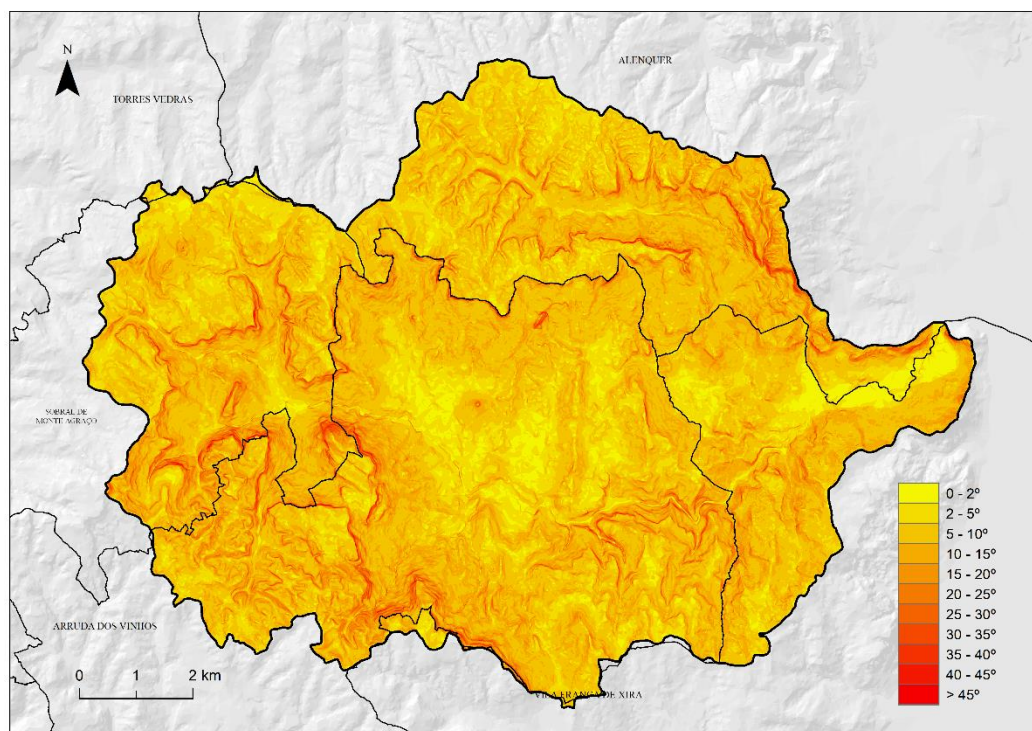 N
ALENQUER
TORRES VEDRAS
SOBRAL DE
MONTE AGRAÇO
ARRUDA DOS VINHOS
VILA FRANCA DE XIRA
0 2 km
0 - 2º
2 - 5º
5 - 10º
10 - 15º
15 - 20º
20 - 25º
25 - 30º
30 - 35º
35 - 40º
40 - 45º
> 45º